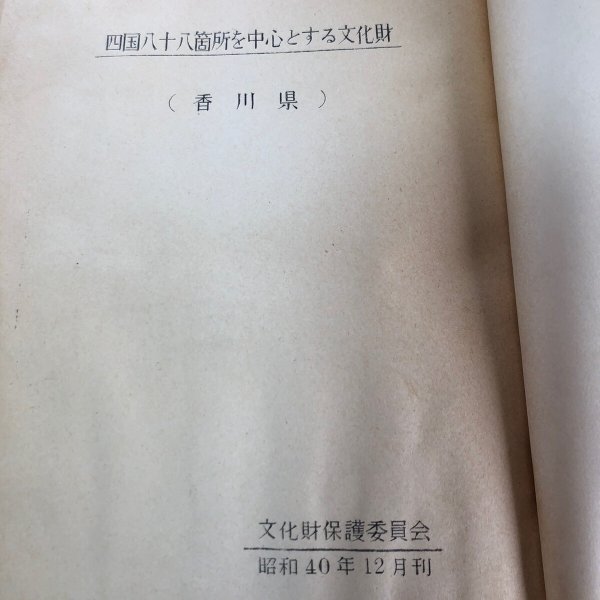 四国八十八箇所を中心とする文化財
（香川県）
文化財保護委員会
昭和40年12月刊